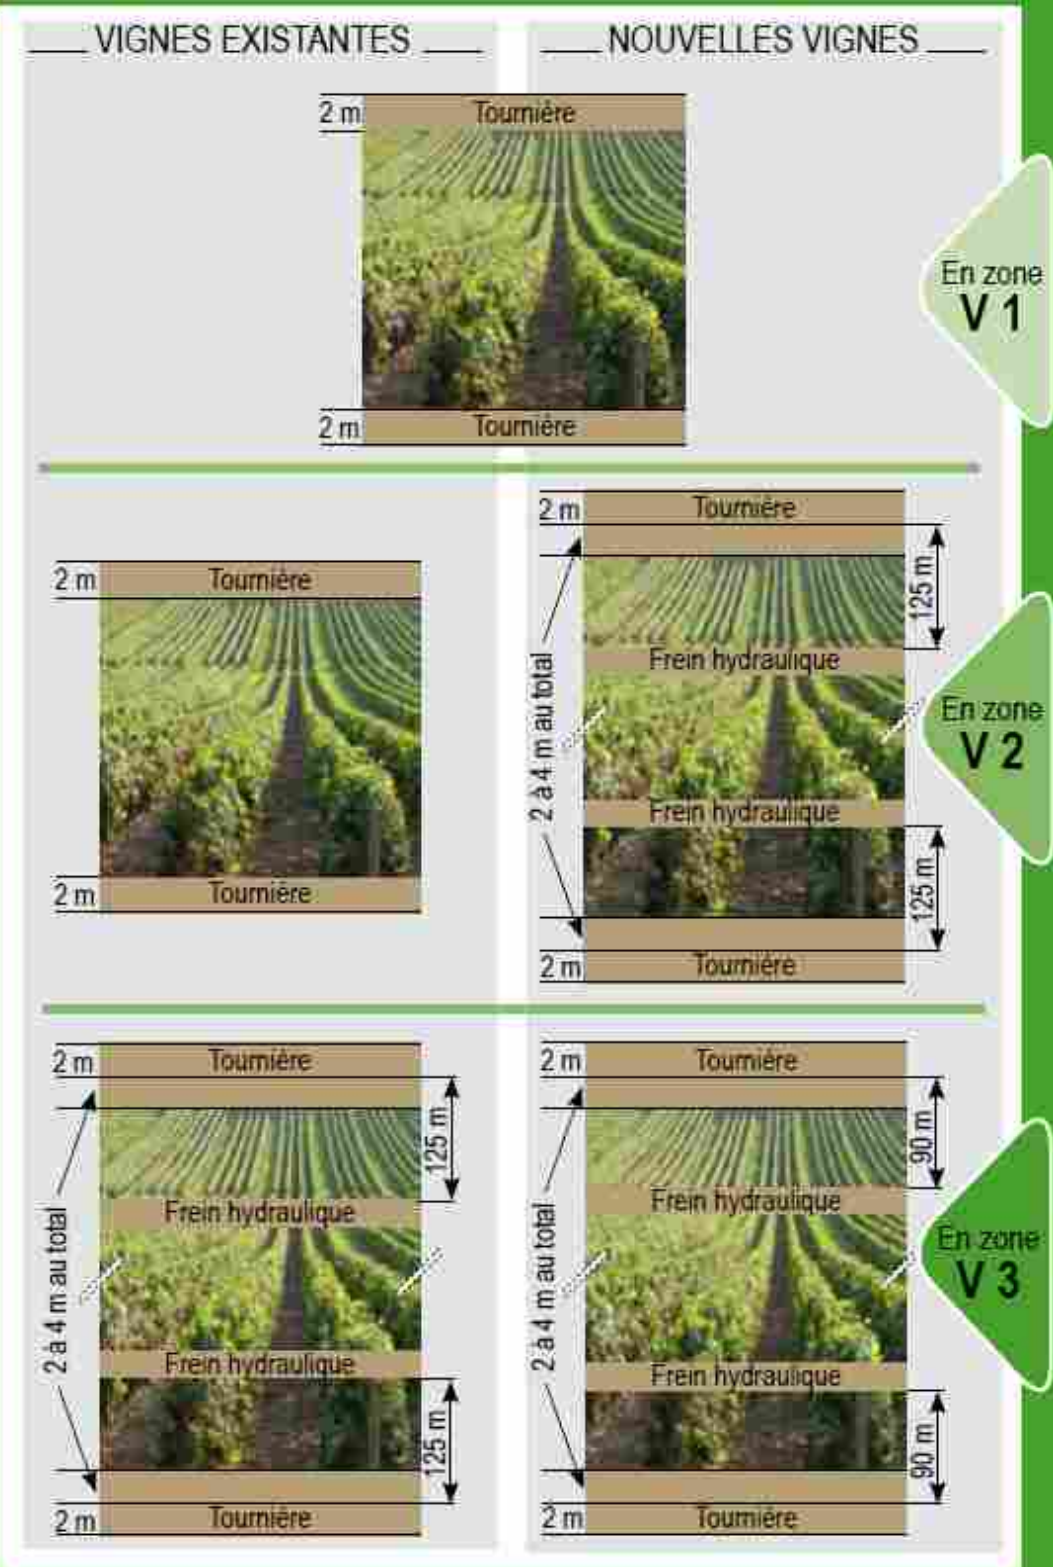 VIGNES EXISTANTES
NOUVELLES VIGNES
2 m
Tournière
En zone
V 1
2 m
Tournière
2 m
Tournière
2 m
Tournière
2 m
Tournière
125 m
Frein hydraulique
2 à 4 m au total
Frein hydraulique
125 m
2 m
Tournière
En zone
V 2
2 m
Tournière
125 m
Frein hydraulique
2 à 4 m au total
Frein hydraulique
125 m
2 m
Tournière
2 m
Tournière
90 m
Frein hydraulique
2 à 4 m au total
Frein hydraulique
90 m
2 m
Tournière
En zone
V 3